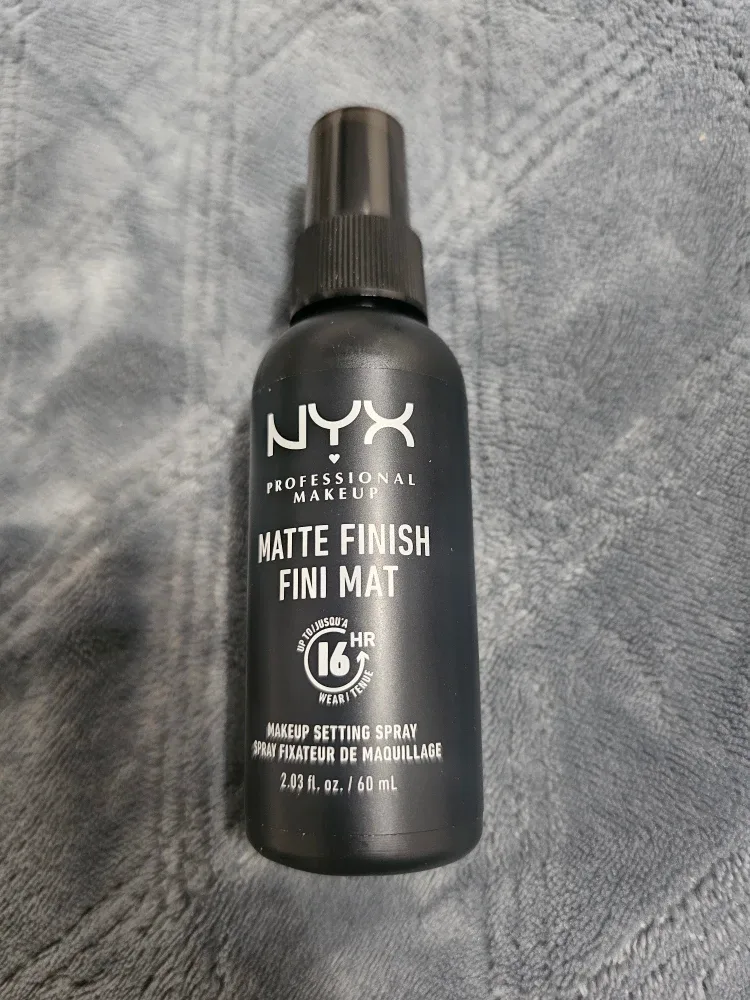 NYX
PROFESSIONAL
MAKEUP
MATTE FINISH
FINI MAT
UP TO/JUSQU'A
16 HR
WEAR/TENUE
MAKEUP SETTING SPRAY
SPRAY FIXATEUR DE MAQUILLAGE
2.03 fl. oz. / 60 mL